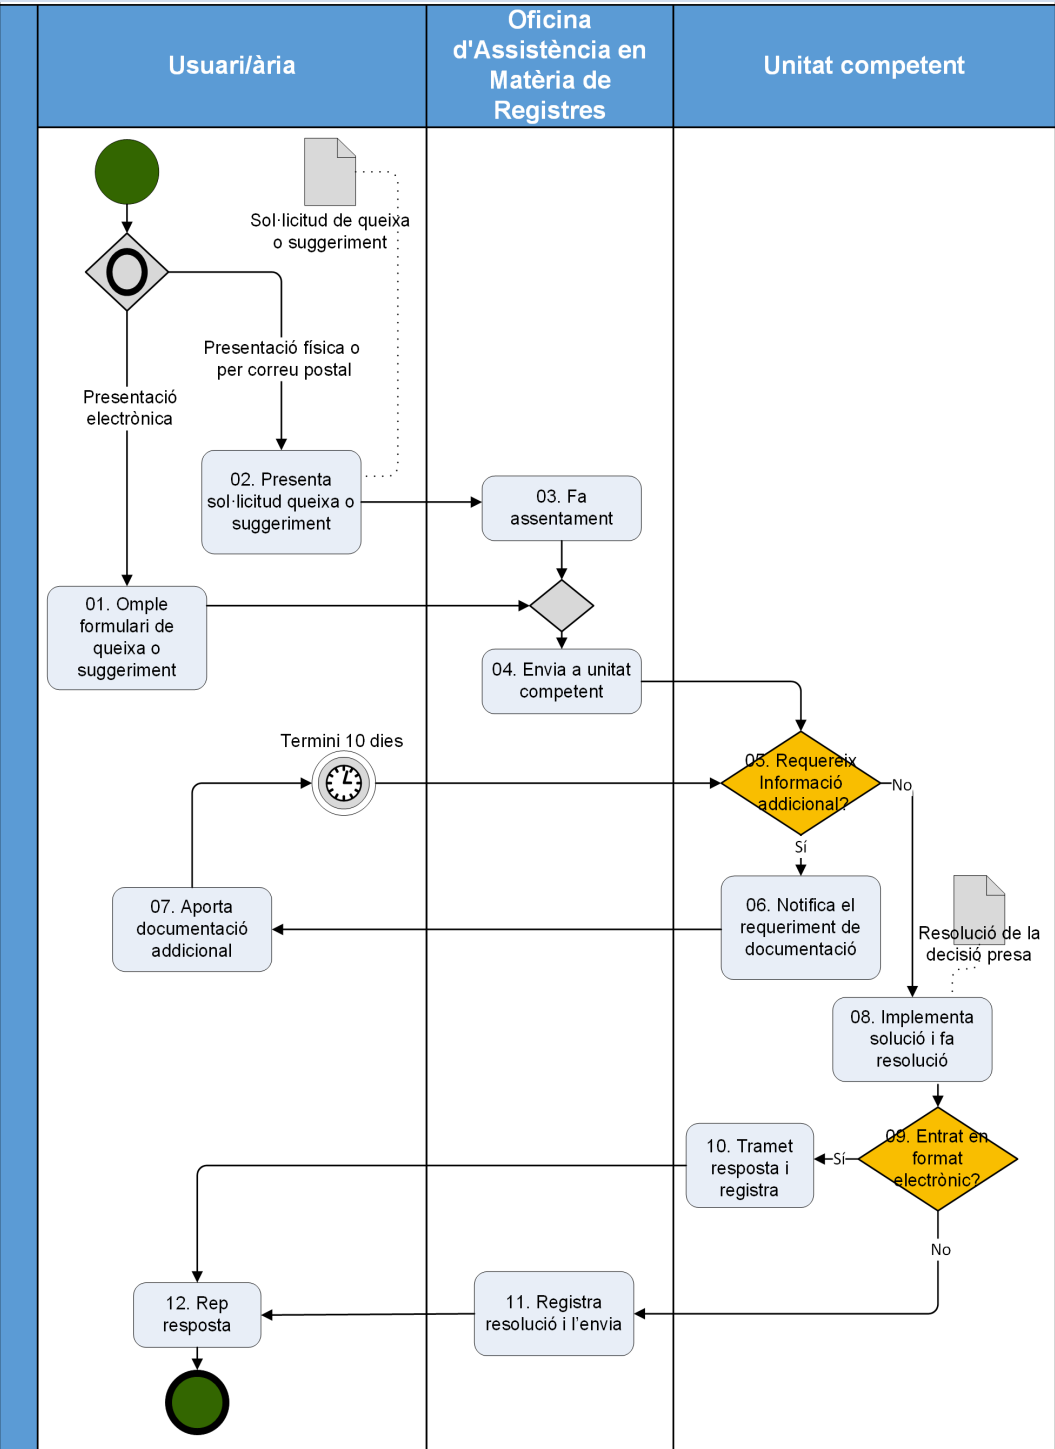 Usuari/ària
Oficina
d'Assistència en
Matèria de
Registres
Unitat competent
Sol·licitud de queixa
o suggeriment
Presentació física o
per correu postal
Presentació
electrònica
02. Presenta
sol·licitud queixa o
suggeriment
03. Fa
assentament
01. Omple
formulari de
queixa o
suggeriment
04. Envia a unitat
competent
Termini 10 dies
05. Requereix
Informació
addicional?
No
Sí
07. Aporta
documentació
addicional
06. Notifica el
requeriment de
documentació
Resolució de la
decisió presa
08. Implementa
solució i fa
resolució
09. Entrat en
format
electrònic?
Sí
10. Tramet
resposta i
registra
No
12. Rep
resposta
11. Registra
resolució i l'envia